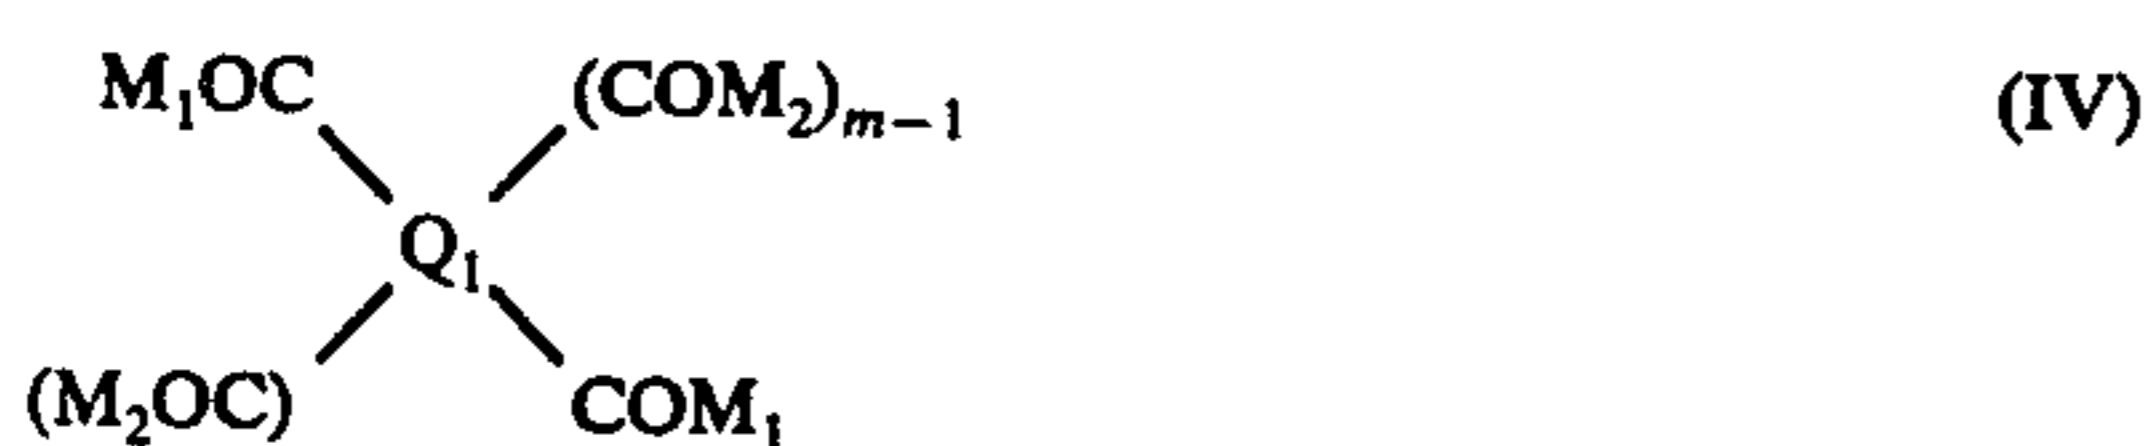 M₁OC (COM₂)ₘ₋₁ (IV)
Q₁
(M₂OC) COM₁